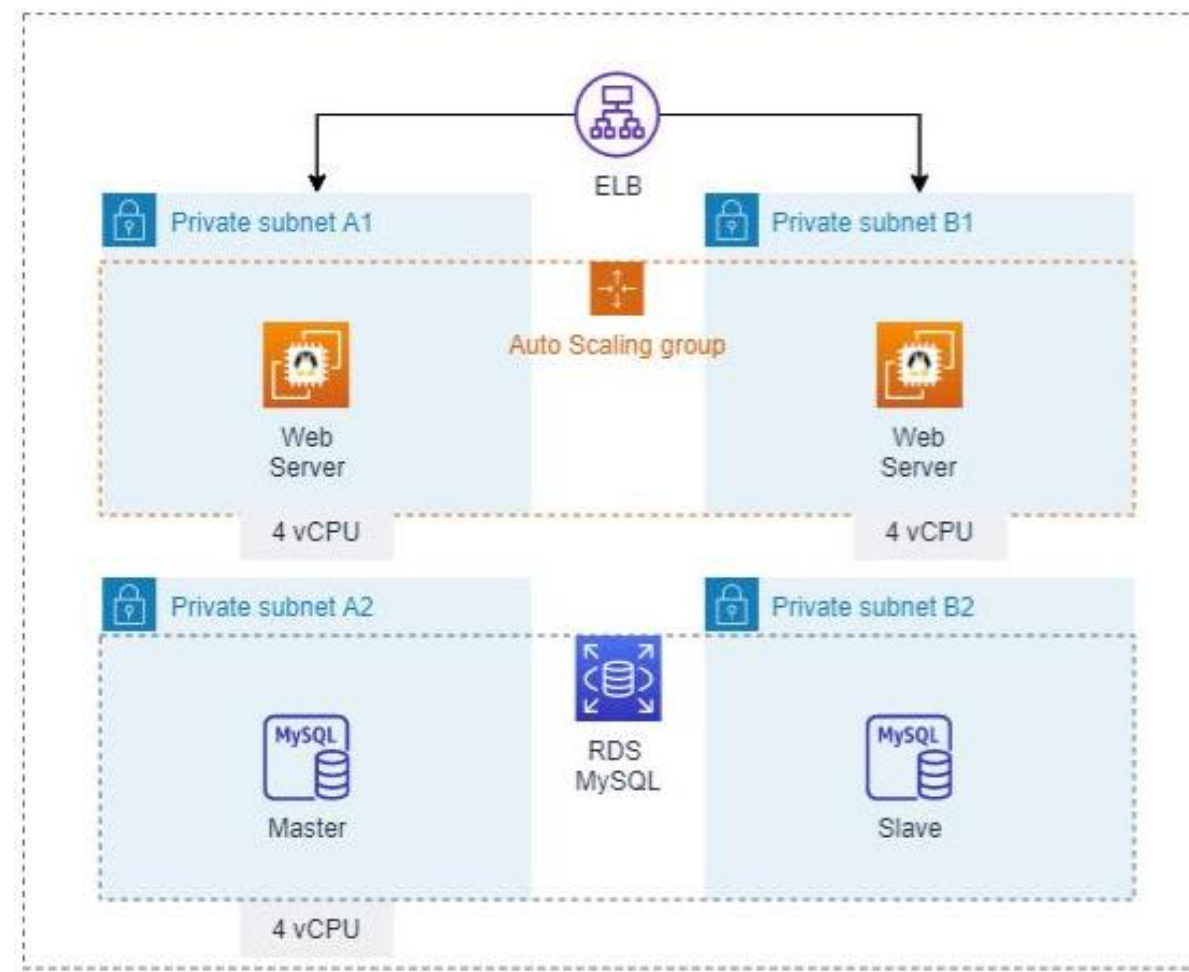 ELB
Private subnet A1
Private subnet B1
Auto Scaling group
Web
Server
Web
Server
4 vCPU
4 vCPU
Private subnet A2
Private subnet B2
MySQL
MySQL
RDS
MySQL
Master
Slave
4 vCPU